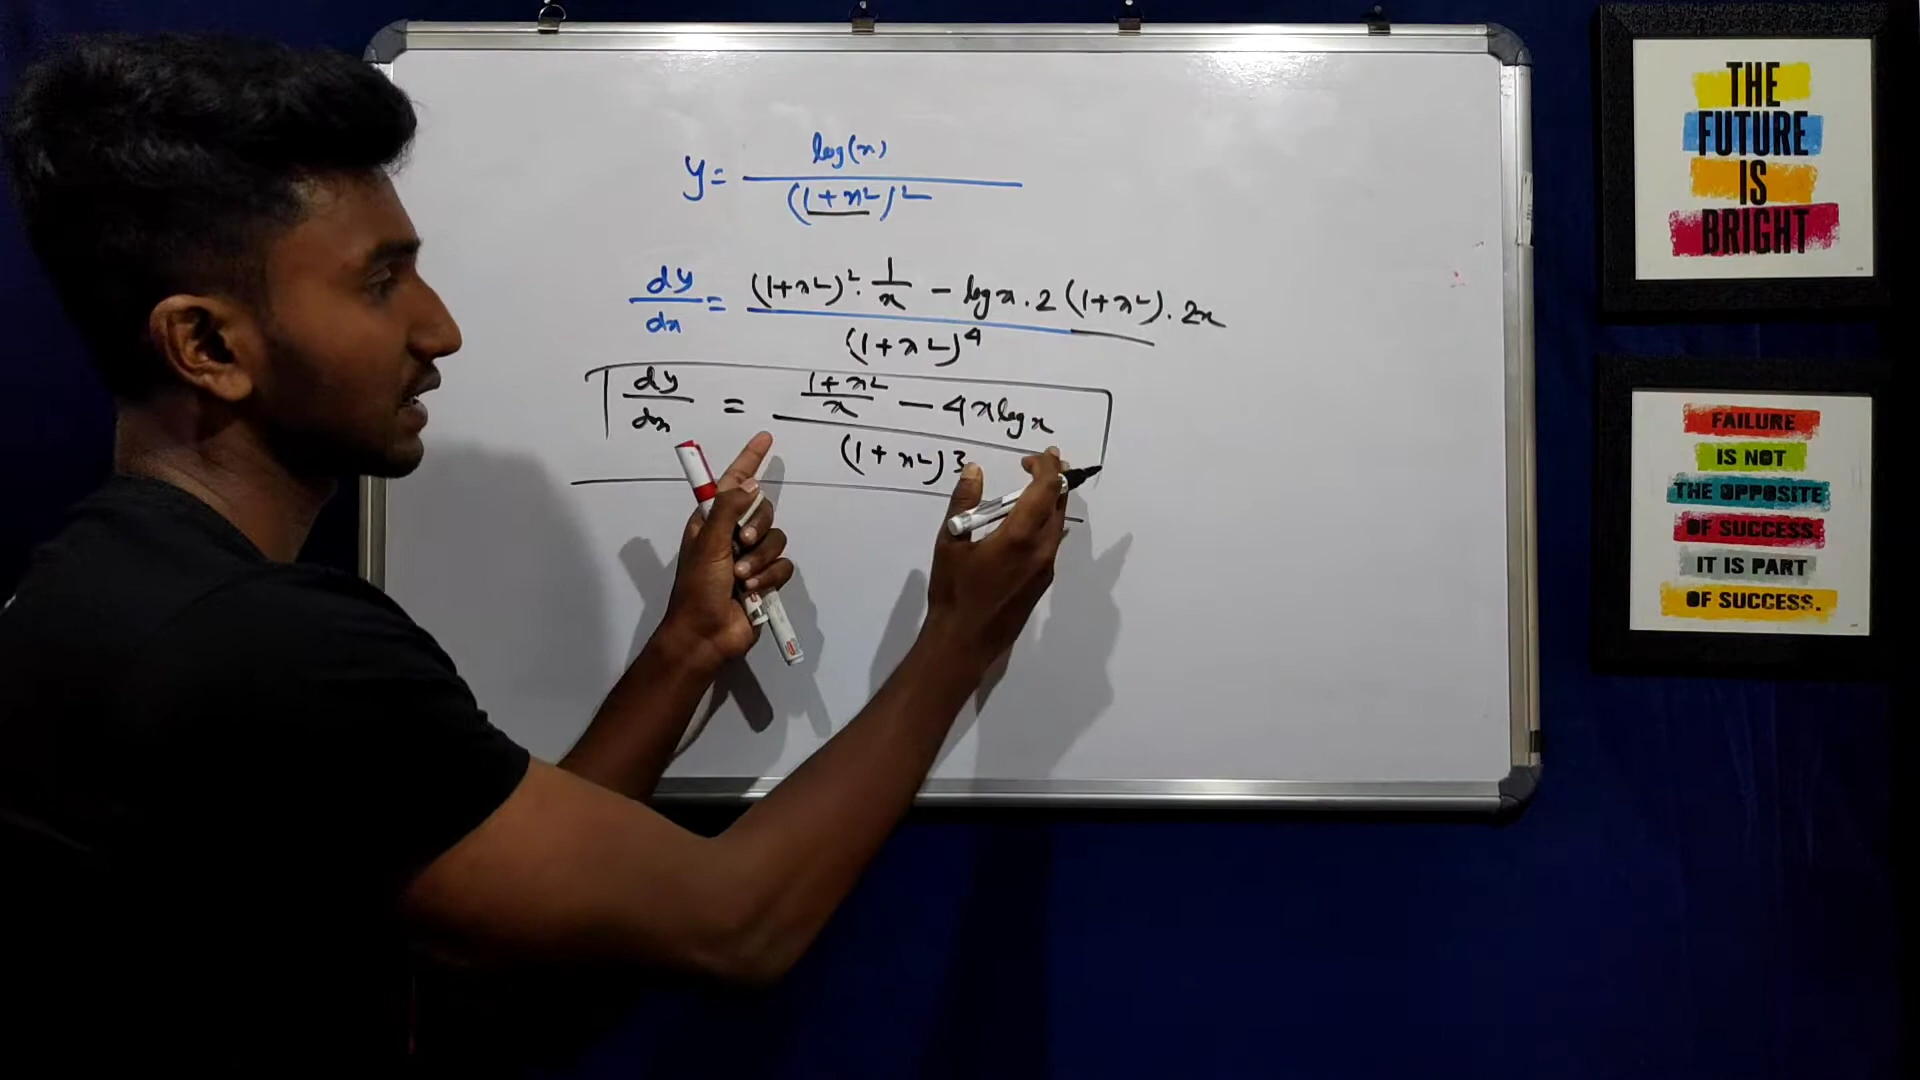 y = log(x) / (1+x²)²
dy/dx = (1+x²)² · 1/x − log x · 2 (1+x²) · 2x / (1+x²)⁴
dy/dx = (1+x²)/x − 4x log x / (1+x²)³
THE
FUTURE
IS
BRIGHT
FAILURE
IS NOT
THE OPPOSITE
OF SUCCESS
IT IS PART
OF SUCCESS.